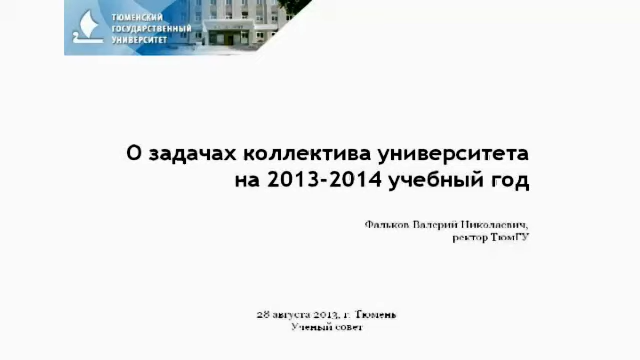 ТЮМЕНСКИЙ
ГОСУДАРСТВЕННЫЙ
УНИВЕРСИТЕТ
О задачах коллектива университета
на 2013-2014 учебный год
Фальков Валерий Николаевич,
ректор ТюмГУ
28 августа 2013, г. Тюмень
Ученый совет